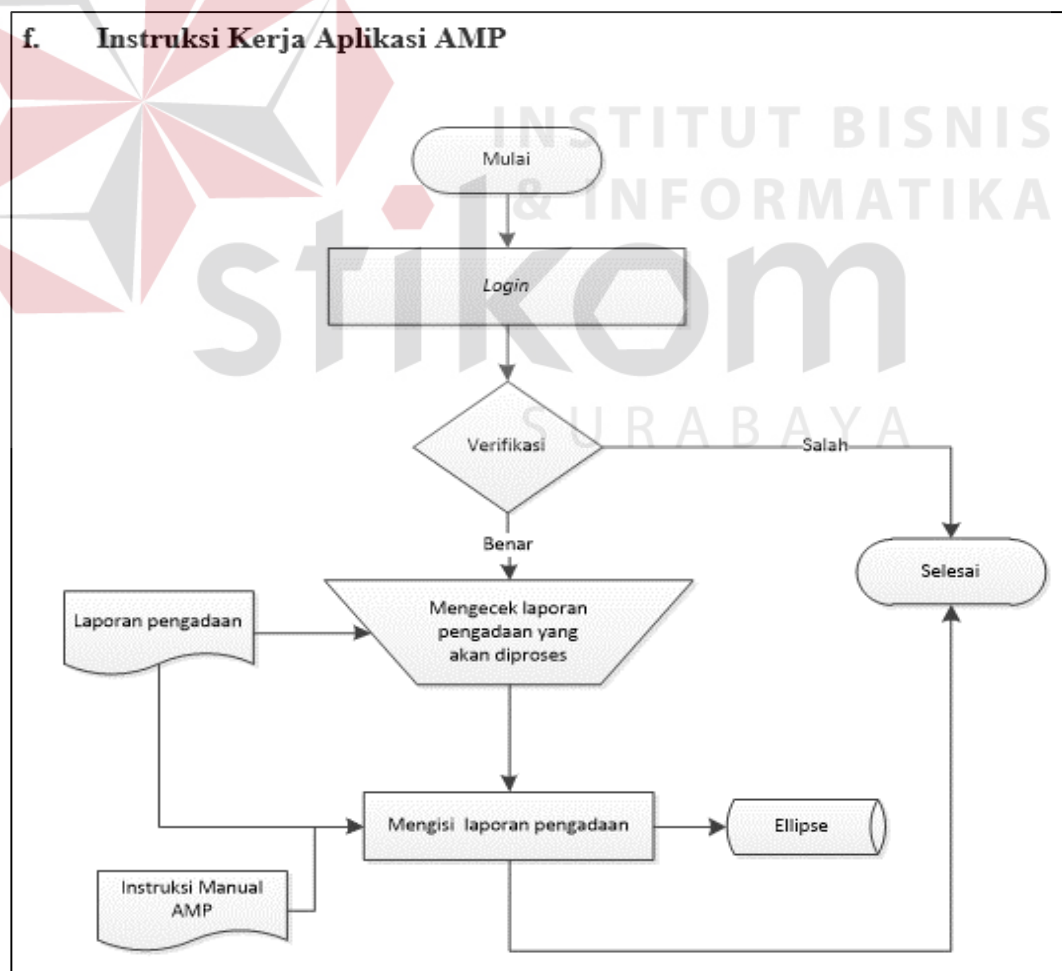 f. Instruksi Kerja Aplikasi AMP
INSTITUT BISNIS
& INFORMATIKA
stikom
SURABAYA
Mulai
Login
Verifikasi
Salah
Benar
Selesai
Laporan pengadaan
Mengecek laporan
pengadaan yang
akan diproses
Mengisi laporan pengadaan
Ellipse
Instruksi Manual
AMP